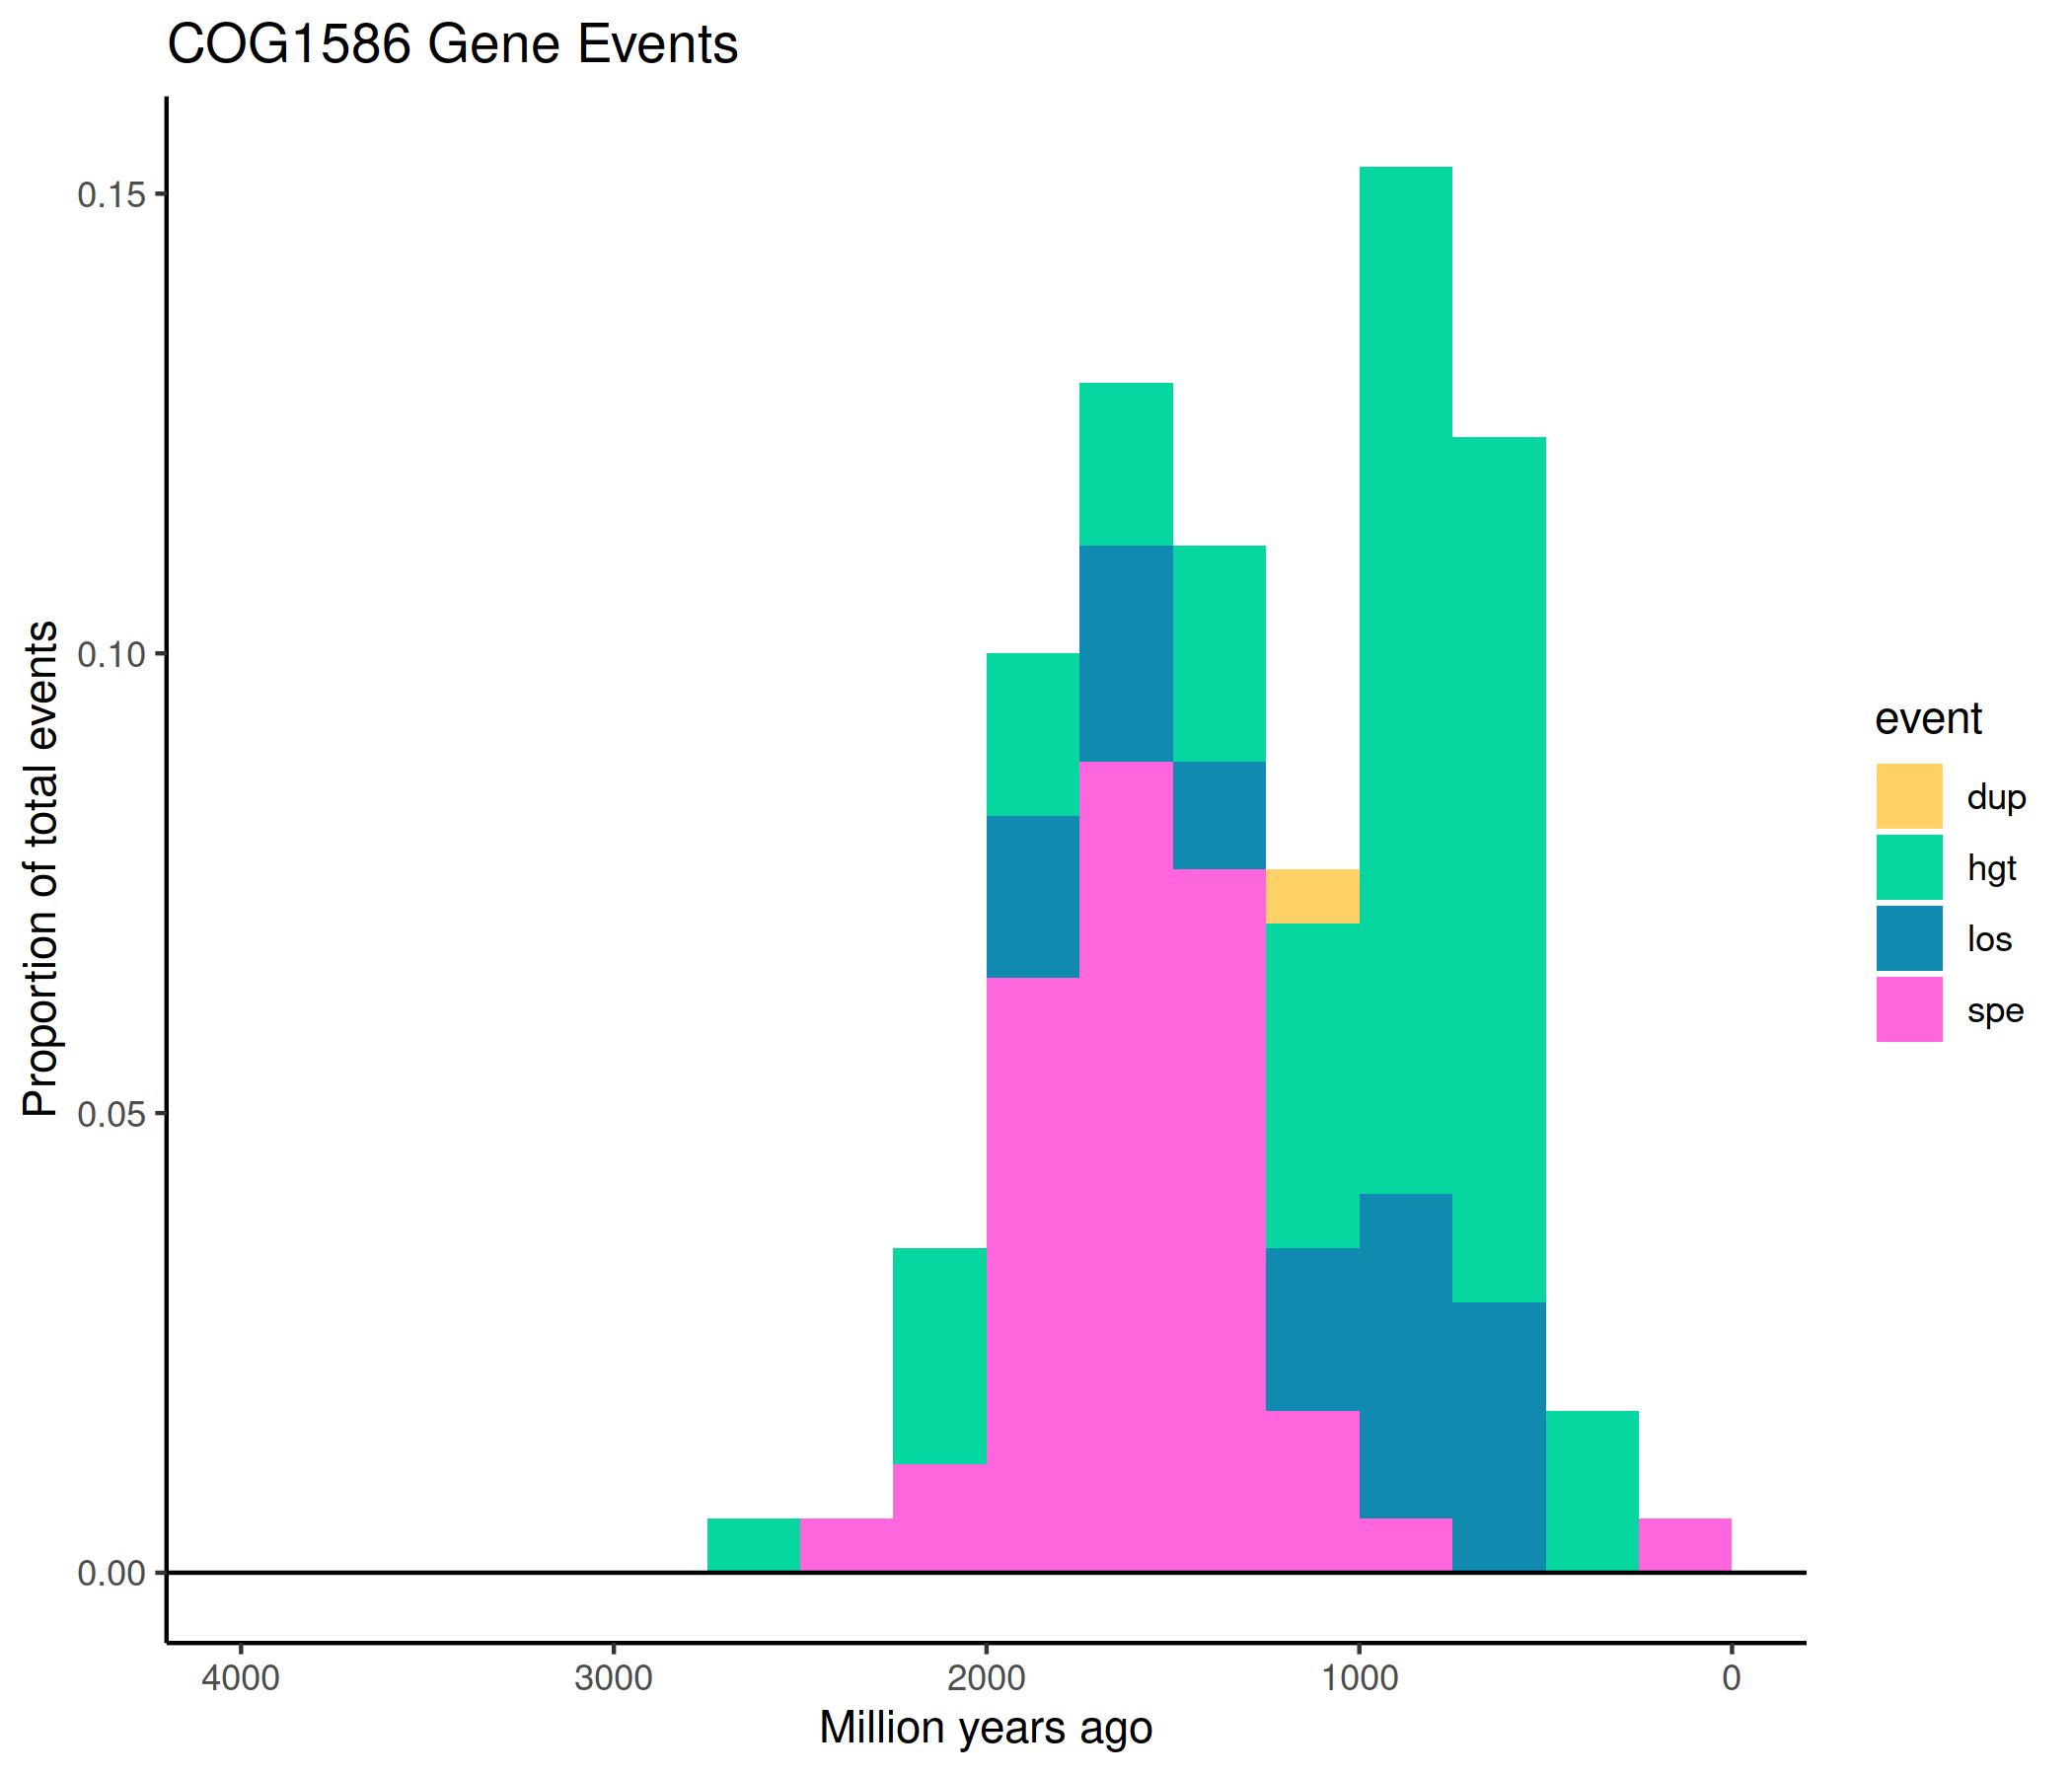 COG1586 Gene Events
Proportion of total events
0.15
0.10
0.05
0.00
4000 3000 2000 1000 0
Million years ago
event
dup
hgt
los
spe